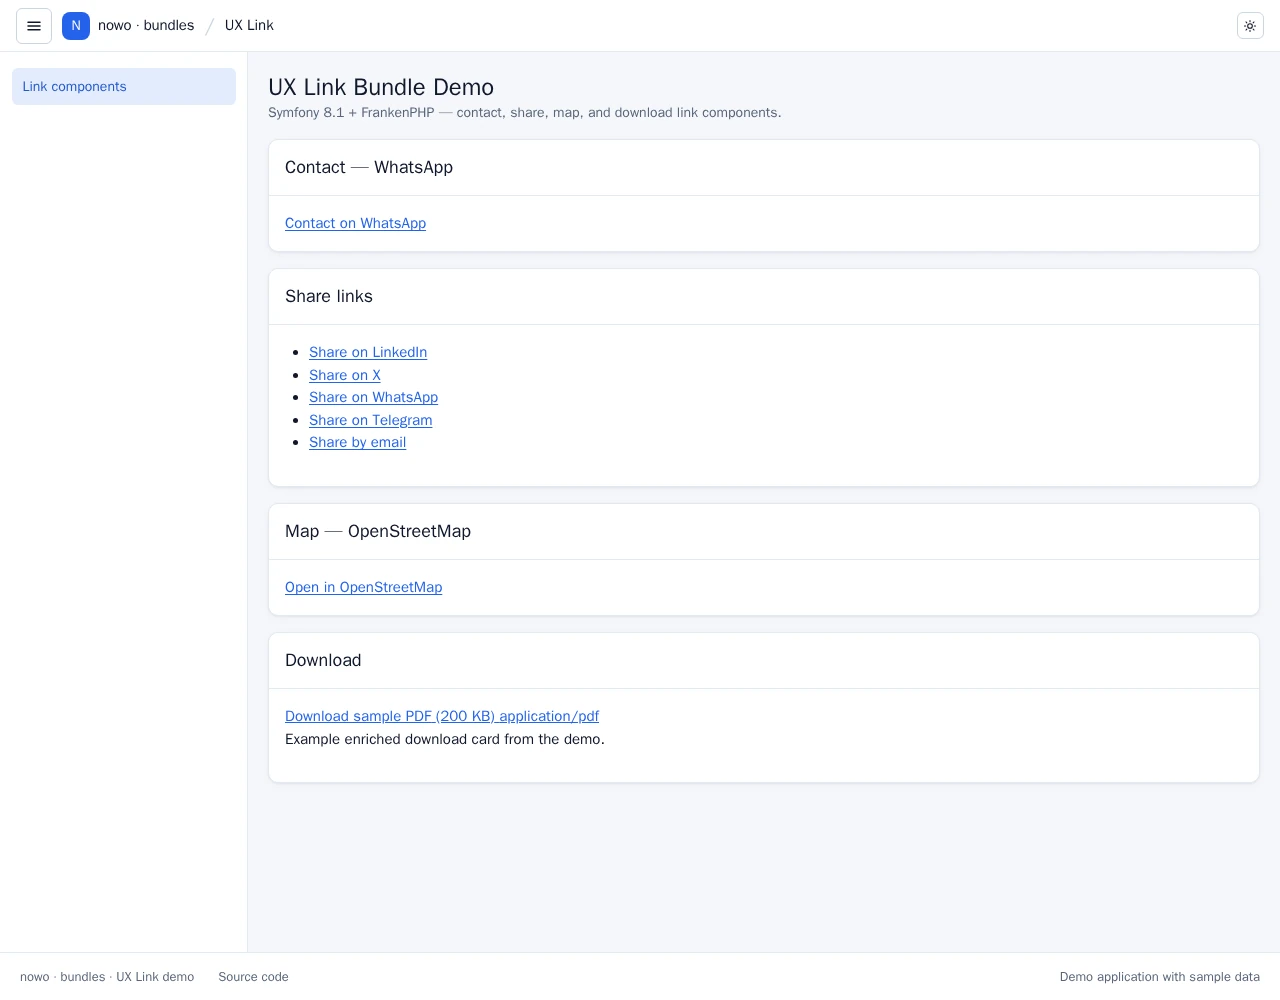 N nowo · bundles / UX Link
Link components
UX Link Bundle Demo
Symfony 8.1 + FrankenPHP — contact, share, map, and download link components.
Contact — WhatsApp
Contact on WhatsApp
Share links
Share on LinkedIn
Share on X
Share on WhatsApp
Share on Telegram
Share by email
Map — OpenStreetMap
Open in OpenStreetMap
Download
Download sample PDF (200 KB) application/pdf
Example enriched download card from the demo.
nowo · bundles · UX Link demo Source code Demo application with sample data